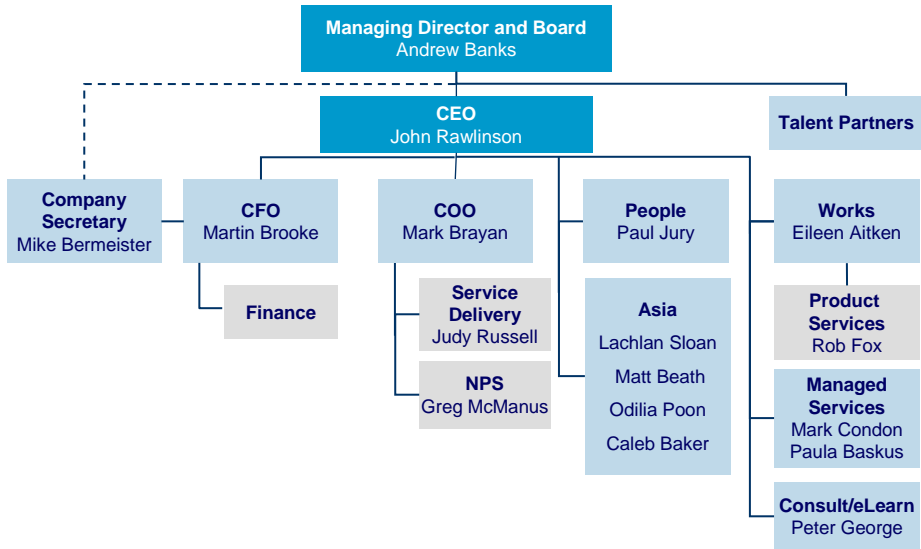 Managing Director and Board
Andrew Banks
CEO
John Rawlinson
Talent Partners
Company
Secretary
Mike Bermeister
CFO
Martin Brooke
COO
Mark Brayan
People
Paul Jury
Works
Eileen Aitken
Finance
Service
Delivery
Judy Russell
NPS
Greg McManus
Asia
Lachlan Sloan
Matt Beath
Odilia Poon
Caleb Baker
Product
Services
Rob Fox
Managed
Services
Mark Condon
Paula Baskus
Consult/eLearn
Peter George